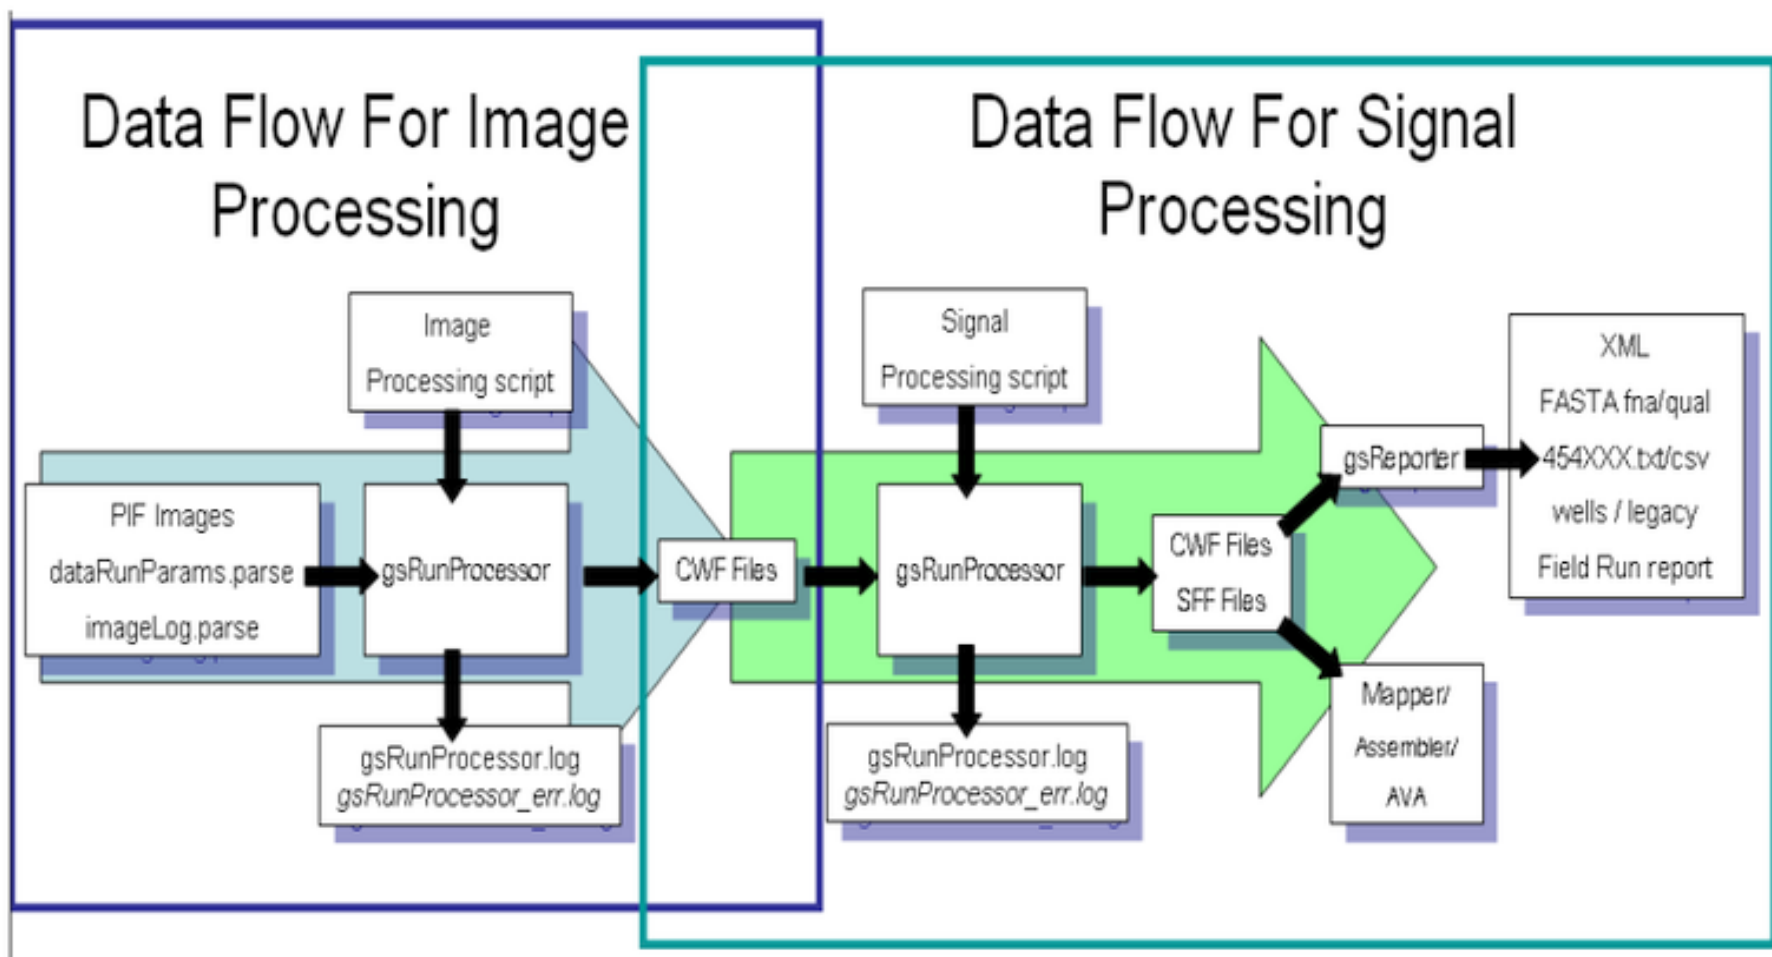 Data Flow For Image
Processing
Data Flow For Signal
Processing
Image
Processing script
PIF Images
dataRunParams.parse
imageLog.parse
gsRunProcessor
gsRunProcessor.log
gsRunProcessor_err.log
CWF Files
Signal
Processing script
gsRunProcessor
gsRunProcessor.log
gsRunProcessor_err.log
CWF Files
SFF Files
gsReporter
XML
FASTA fna/qual
454XXX.txt/csv
wells / legacy
Field Run report
Mapper/
Assembler/
AVA